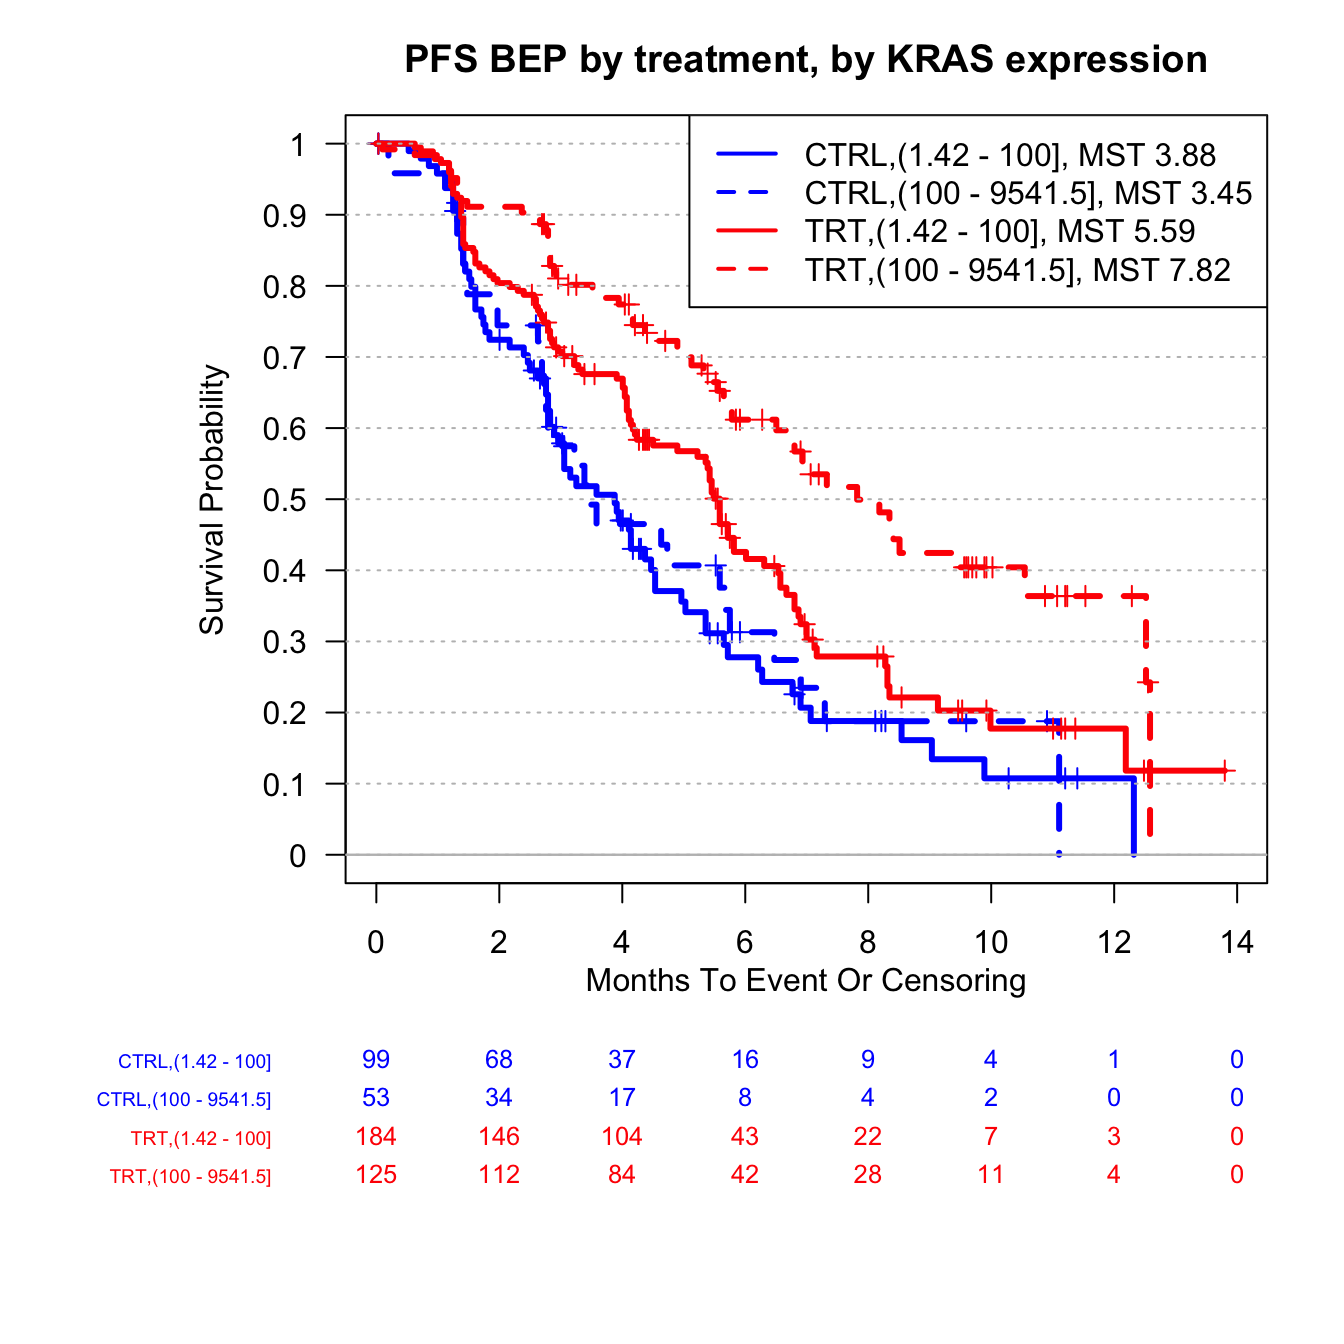 PFS BEP by treatment, by KRAS expression
CTRL,(1.42 - 100], MST 3.88
CTRL,(100 - 9541.5], MST 3.45
TRT,(1.42 - 100], MST 5.59
TRT,(100 - 9541.5], MST 7.82
1
0.9
0.8
0.7
0.6
0.5
0.4
0.3
0.2
0.1
0
Survival Probability
0 2 4 6 8 10 12 14
Months To Event Or Censoring
CTRL,(1.42 - 100] 99 68 37 16 9 4 1 0
CTRL,(100 - 9541.5] 53 34 17 8 4 2 0 0
TRT,(1.42 - 100] 184 146 104 43 22 7 3 0
TRT,(100 - 9541.5] 125 112 84 42 28 11 4 0